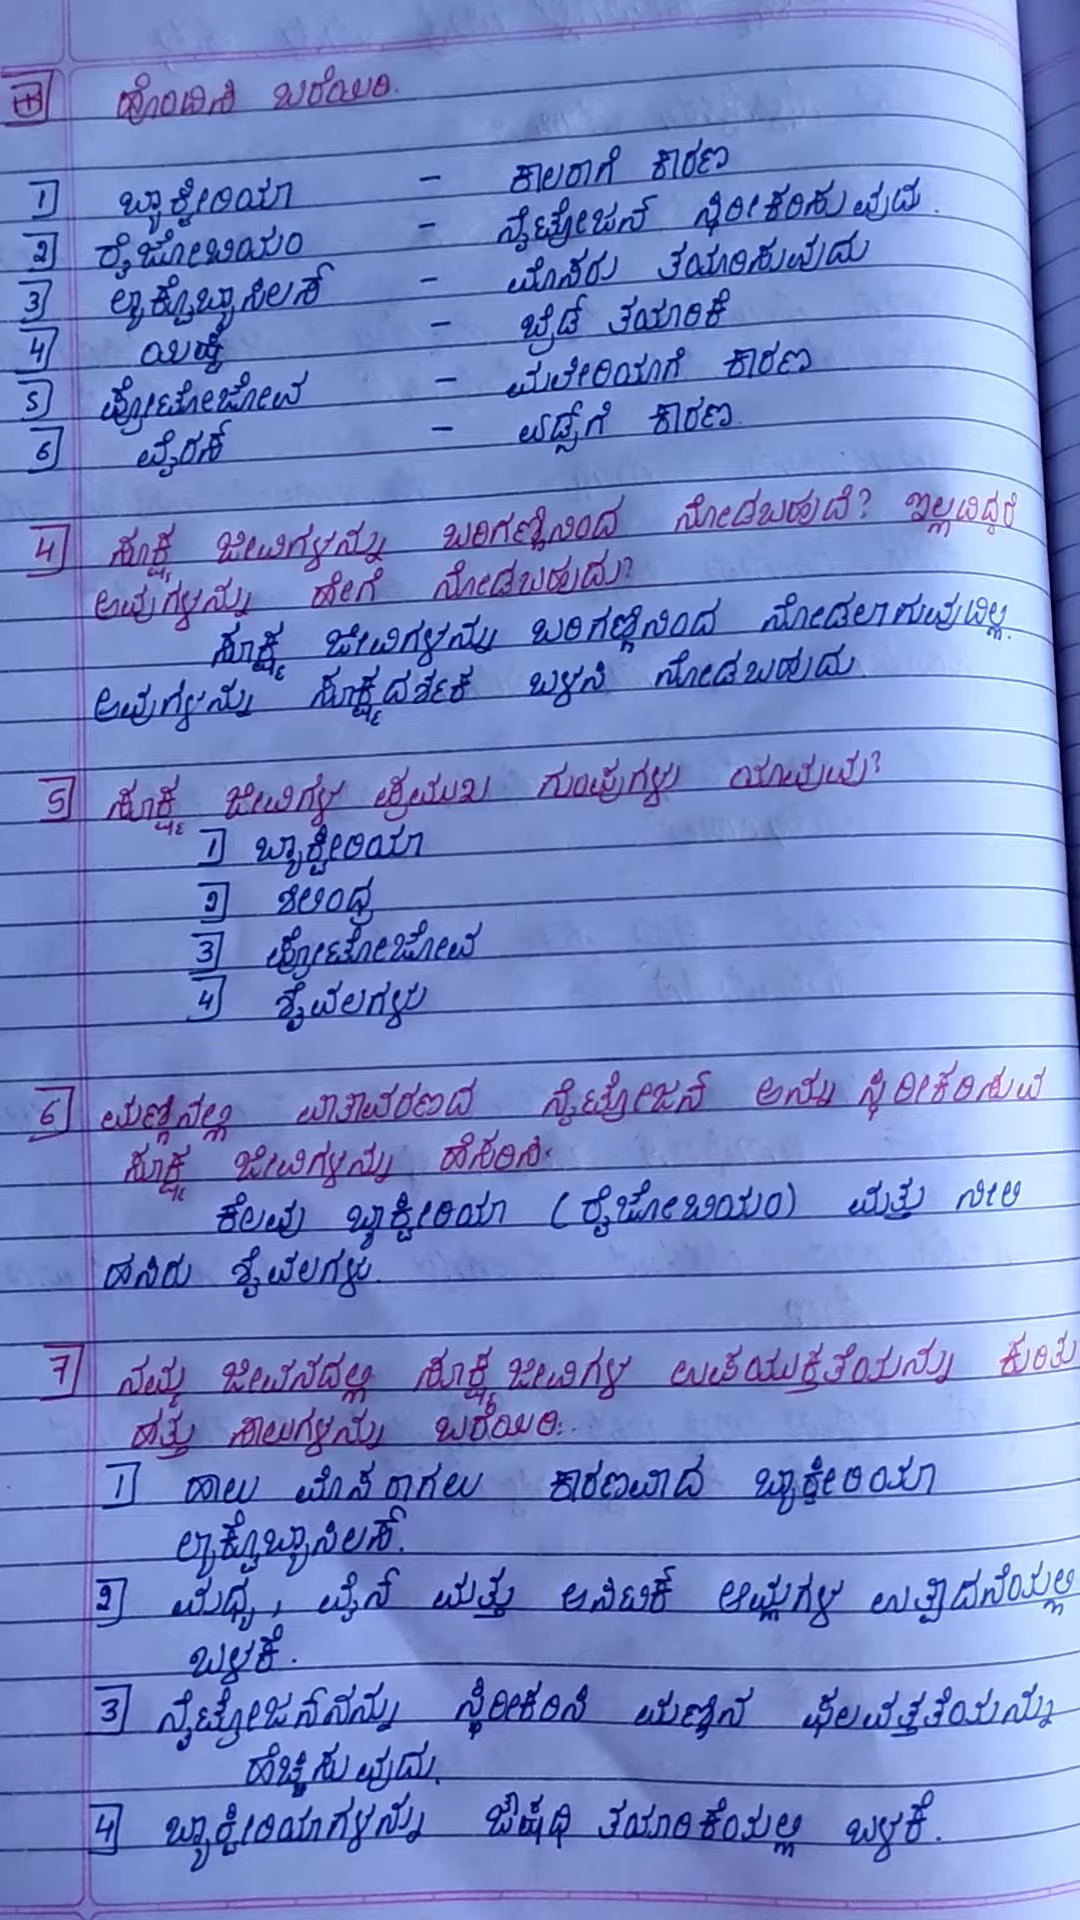 ಹೊಂದಿಸಿ ಬರೆಯಿರಿ.
1] ಬ್ಯಾಕ್ಟೀರಿಯಾ - ಕಾಲರಾಗೆ ಕಾರಣ
2] ರೈಜೋಬಿಯಂ - ನೈಟ್ರೋಜನ್ ಸ್ಥಿರೀಕರಿಸುವುದು.
3] ಲ್ಯಾಕ್ಟೊಬ್ಯಾಸಿಲಸ್ - ಮೊಸರು ತಯಾರಿಸುವುದು
4] ಯೀಸ್ಟ್ - ಬ್ರೆಡ್ ತಯಾರಿಕೆ
5] ಪ್ರೋಟೋಜೋವ - ಮಲೇರಿಯಾಗೆ ಕಾರಣ
6] ವೈರಸ್ - ಏಡ್ಸ್‌ಗೆ ಕಾರಣ.
4] ಸೂಕ್ಷ್ಮ ಜೀವಿಗಳನ್ನು ಬರಿಗಣ್ಣಿನಿಂದ ನೋಡಬಹುದೆ? ಇಲ್ಲವಿದ್ದರೆ
ಅವುಗಳನ್ನು ಹೇಗೆ ನೋಡಬಹುದು?
ಸೂಕ್ಷ್ಮ ಜೀವಿಗಳನ್ನು ಬರಿಗಣ್ಣಿನಿಂದ ನೋಡಲಾಗುವುದಿಲ್ಲ.
ಅವುಗಳನ್ನು ಸೂಕ್ಷ್ಮದರ್ಶಕ ಬಳಸಿ ನೋಡಬಹುದು.
5] ಸೂಕ್ಷ್ಮ ಜೀವಿಗಳ ಪ್ರಮುಖ ಗುಂಪುಗಳು ಯಾವುವು?
1] ಬ್ಯಾಕ್ಟೀರಿಯಾ
2] ಶಿಲೀಂಧ್ರ
3] ಪ್ರೋಟೋಜೋವ
4] ಶೈವಲಗಳು
6] ಮಣ್ಣಿನಲ್ಲಿ ವಾತಾವರಣದ ನೈಟ್ರೋಜನ್ ಅನ್ನು ಸ್ಥಿರೀಕರಿಸುವ
ಸೂಕ್ಷ್ಮ ಜೀವಿಗಳನ್ನು ಹೆಸರಿಸಿ.
ಕೆಲವು ಬ್ಯಾಕ್ಟೀರಿಯಾ (ರೈಜೋಬಿಯಂ) ಮತ್ತು ನೀಲಿ
ಹಸಿರು ಶೈವಲಗಳು.
7] ನಮ್ಮ ಜೀವನದಲ್ಲಿ ಸೂಕ್ಷ್ಮಜೀವಿಗಳ ಉಪಯುಕ್ತತೆಯನ್ನು ಕುರಿತು
ಹತ್ತು ಸಾಲುಗಳನ್ನು ಬರೆಯಿರಿ.
1] ಹಾಲು ಮೊಸರಾಗಲು ಕಾರಣವಾದ ಬ್ಯಾಕ್ಟೀರಿಯಾ
ಲ್ಯಾಕ್ಟೊಬ್ಯಾಸಿಲಸ್.
2] ಮದ್ಯ, ವೈನ್ ಮತ್ತು ಅಸಿಟಿಕ್ ಆಮ್ಲಗಳ ಉತ್ಪಾದನೆಯಲ್ಲಿ
ಬಳಕೆ.
3] ನೈಟ್ರೋಜನ್‌ನನ್ನು ಸ್ಥಿರೀಕರಿಸಿ ಮಣ್ಣಿನ ಫಲವತ್ತತೆಯನ್ನು
ಹೆಚ್ಚಿಸುವುದು.
4] ಬ್ಯಾಕ್ಟೀರಿಯಾಗಳನ್ನು ಔಷಧಿ ತಯಾರಿಕೆಯಲ್ಲಿ ಬಳಕೆ.